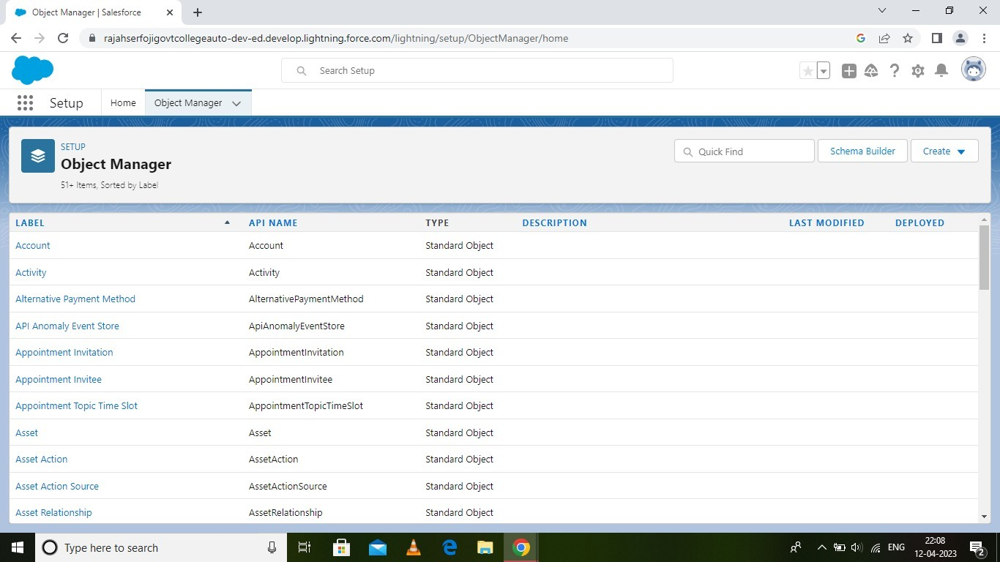 Object Manager | Salesforce
rajahserfojigovtcollegeauto-dev-ed.develop.lightning.force.com/lightning/setup/ObjectManager/home
Search Setup
Setup Home Object Manager
SETUP
Object Manager
51+ Items, Sorted by Label
Quick Find Schema Builder Create
LABEL API NAME TYPE DESCRIPTION LAST MODIFIED DEPLOYED
Account Account Standard Object
Activity Activity Standard Object
Alternative Payment Method AlternativePaymentMethod Standard Object
API Anomaly Event Store ApiAnomalyEventStore Standard Object
Appointment Invitation AppointmentInvitation Standard Object
Appointment Invitee AppointmentInvitee Standard Object
Appointment Topic Time Slot AppointmentTopicTimeSlot Standard Object
Asset Asset Standard Object
Asset Action AssetAction Standard Object
Asset Action Source AssetActionSource Standard Object
Asset Relationship AssetRelationship Standard Object
Type here to search ENG 22:08
12-04-2023 2